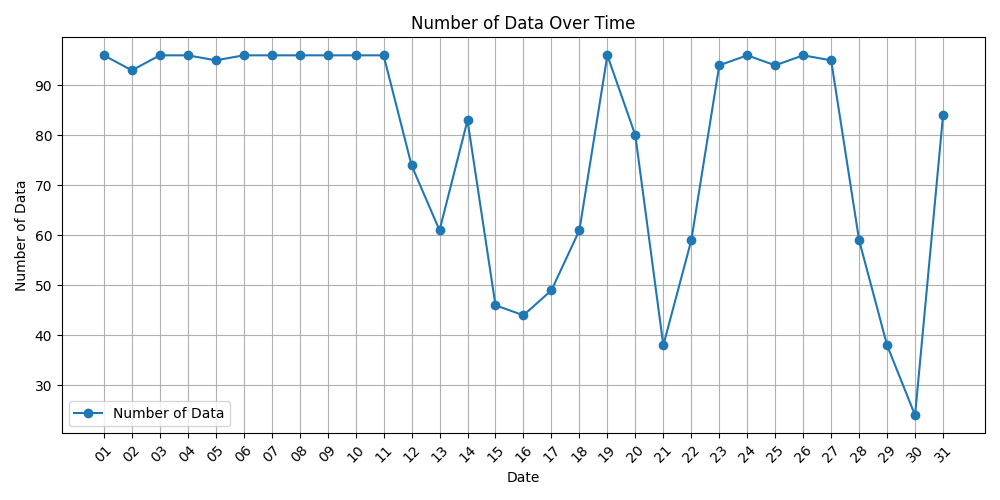 Number of Data Over Time
Number of Data
90
80
70
60
50
40
30
Number of Data
01 02 03 04 05 06 07 08 09 10 11 12 13 14 15 16 17 18 19 20 21 22 23 24 25 26 27 28 29 30 31
Date